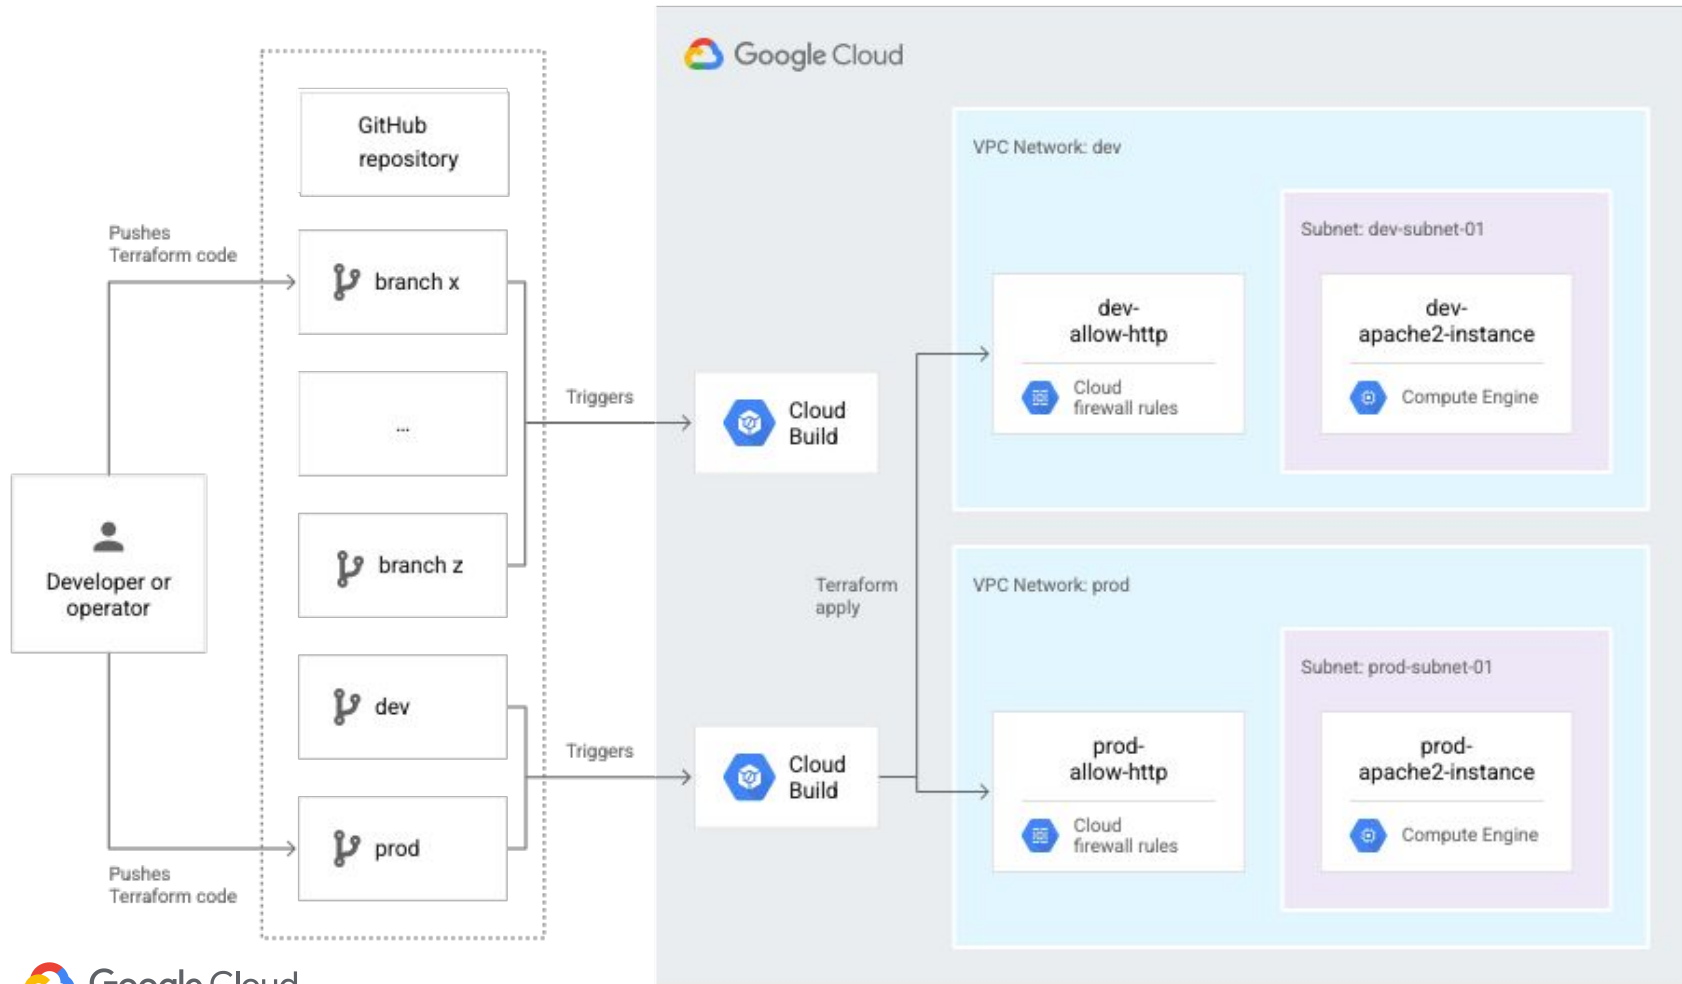 Google Cloud
GitHub
repository
Pushes
Terraform code
branch x
...
branch z
Developer or
operator
dev
prod
Pushes
Terraform code
Triggers
Cloud
Build
Triggers
Cloud
Build
Terraform
apply
VPC Network: dev
Subnet: dev-subnet-01
dev-
allow-http
Cloud
firewall rules
dev-
apache2-instance
Compute Engine
VPC Network: prod
Subnet: prod-subnet-01
prod-
allow-http
Cloud
firewall rules
prod-
apache2-instance
Compute Engine
Google Cloud